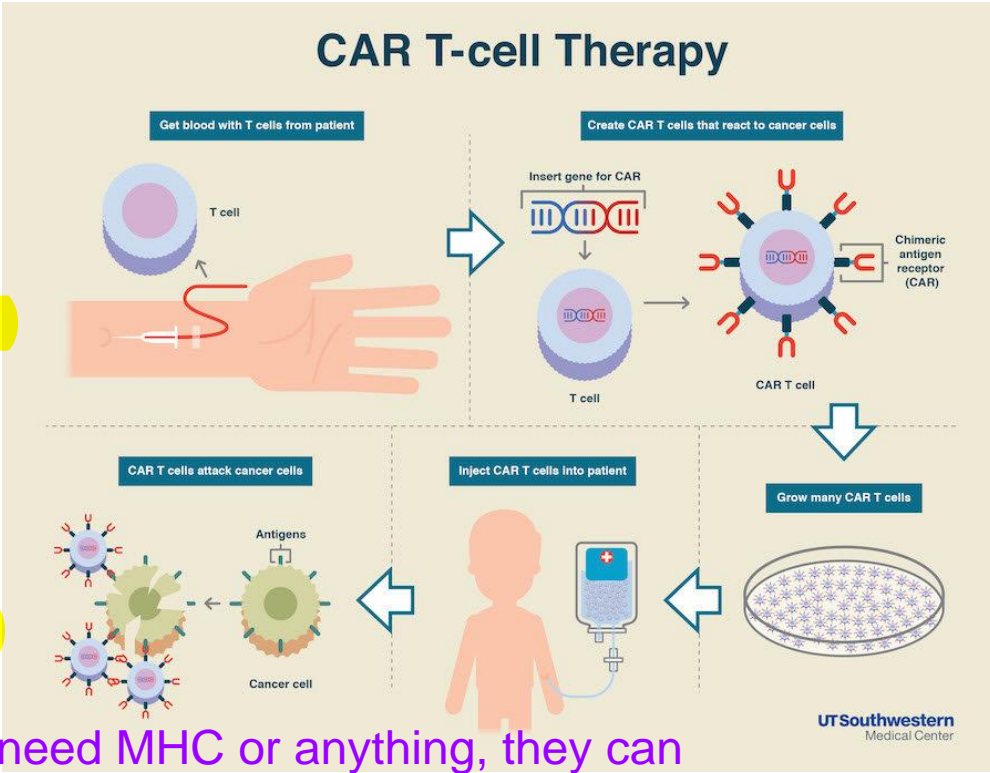 CAR T-cell Therapy
Get blood with T cells from patient
T cell
Create CAR T cells that react to cancer cells
Insert gene for CAR
T cell
Chimeric
antigen
receptor
(CAR)
CAR T cell
Grow many CAR T cells
Inject CAR T cells into patient
CAR T cells attack cancer cells
Antigens
Cancer cell
UTSouthwestern
Medical Center
need MHC or anything, they can